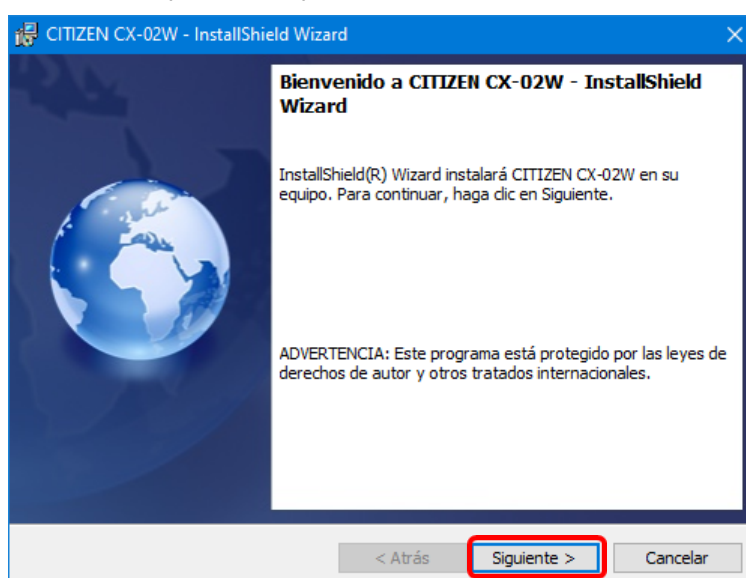 CITIZEN CX-02W - InstallShield Wizard
Bienvenido a CITIZEN CX-02W - InstallShield
Wizard
InstallShield(R) Wizard instalará CITIZEN CX-02W en su
equipo. Para continuar, haga clic en Siguiente.
ADVERTENCIA: Este programa está protegido por las leyes de
derechos de autor y otros tratados internacionales.
< Atrás Siguiente > Cancelar